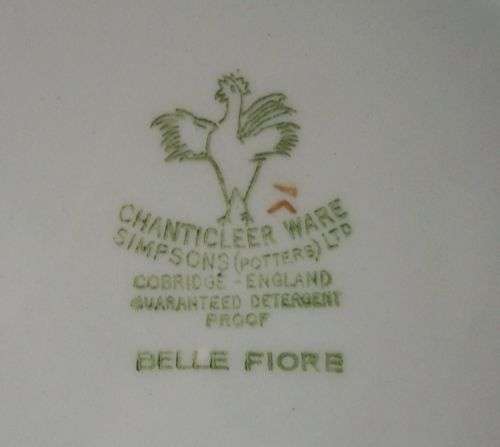 CHANTICLEER WARE
SIMPSONS (POTTERS) LTD
COBRIDGE - ENGLAND
GUARANTEED DETERGENT
PROOF
BELLE FIORE